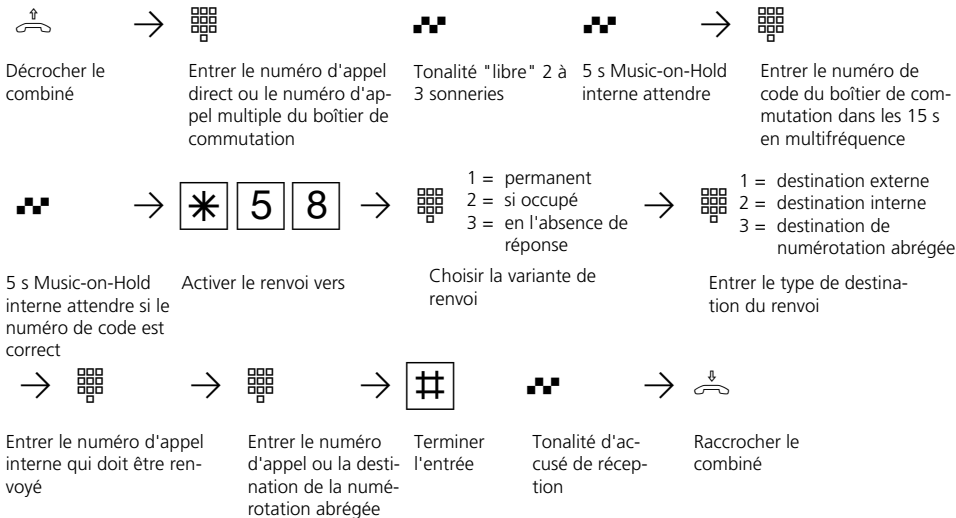 Décrocher le
combiné
Entrer le numéro d'appel
direct ou le numéro d'ap-
pel multiple du boîtier de
commutation
Tonalité "libre" 2 à
3 sonneries
5 s Music-on-Hold
interne attendre
Entrer le numéro de
code du boîtier de com-
mutation dans les 15 s
en multifréquence
5 s Music-on-Hold
interne attendre si le
numéro de code est
correct
* 5 8
Activer le renvoi vers
1 = permanent
2 = si occupé
3 = en l'absence de
réponse
Choisir la variante de
renvoi
1 = destination externe
2 = destination interne
3 = destination de
numérotation abrégée
Entrer le type de destina-
tion du renvoi
Entrer le numéro d'appel
interne qui doit être ren-
voyé
Entrer le numéro
d'appel ou la desti-
nation de la numé-
rotation abrégée
#
Terminer
l'entrée
Tonalité d'ac-
cusé de récep-
tion
Raccrocher le
combiné